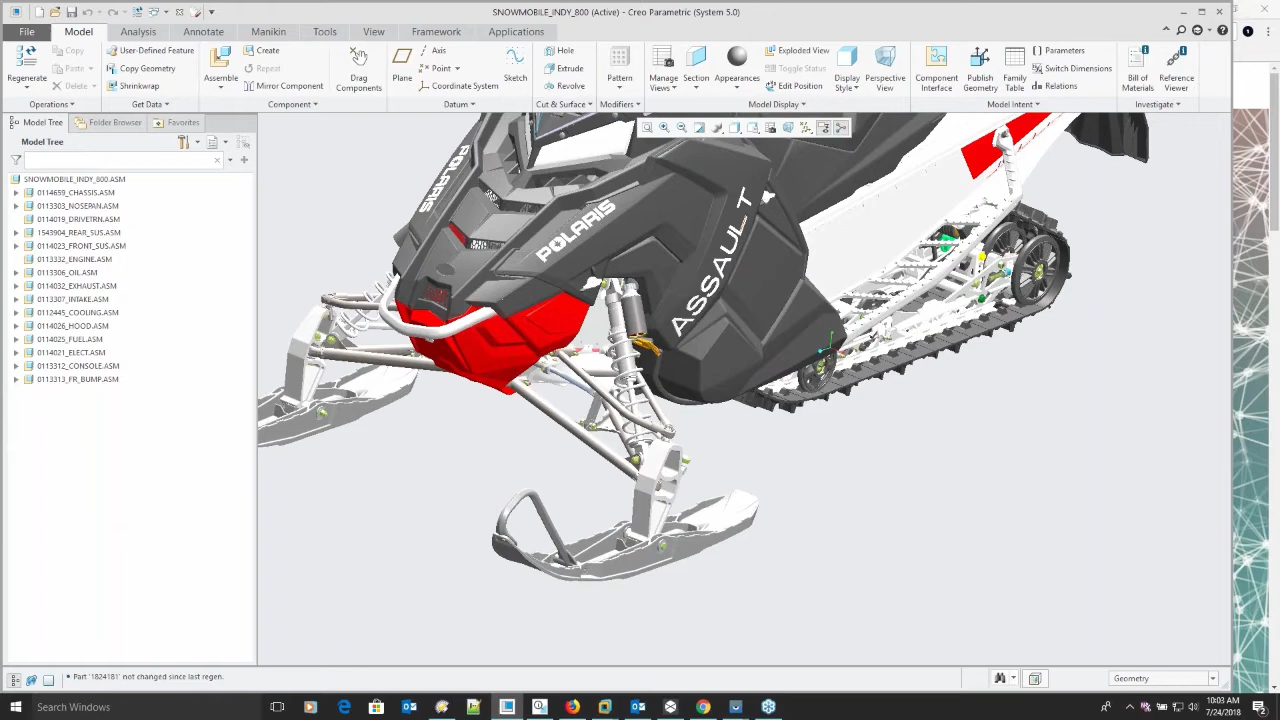 SNOWMOBILE_INDY_800 (Active) - Creo Parametric (System 5.0)
File Model Analysis Annotate Manikin Tools View Framework Applications
Regenerate
Copy
Paste
Delete
Operations
User-Defined Feature
Copy Geometry
Shrinkwrap
Get Data
Assemble
Create
Repeat
Mirror Component
Component
Drag Components
Plane
Axis
Point
Coordinate System
Sketch
Datum
Hole
Extrude
Revolve
Cut & Surface
Pattern
Modifiers
Manage Views
Section
Appearances
Exploded View
Toggle Status
Edit Position
Display Style
Perspective View
Model Display
Component Interface
Publish Geometry
Family Table
Parameters
Switch Dimensions
Relations
Model Intent
Bill of Materials
Reference Viewer
Investigate
Model Tree Folder Browser Favorites
Model Tree
SNOWMOBILE_INDY_800.ASM
0114659_CHASSIS.ASM
0113303_NOSEPAN.ASM
0114019_DRIVETRN.ASM
1543904_REAR_SUS.ASM
0114023_FRONT_SUS.ASM
0113332_ENGINE.ASM
0113306_OIL.ASM
0114032_EXHAUST.ASM
0113307_INTAKE.ASM
0112445_COOLING.ASM
0114026_HOOD.ASM
0114025_FUEL.ASM
0114021_ELECT.ASM
0113312_CONSOLE.ASM
0113313_FR_BUMP.ASM
POLARIS
POLARIS
ASSAULT
• Part '1824181' not changed since last regen.
Geometry
Search Windows
10:03 AM
7/24/2018